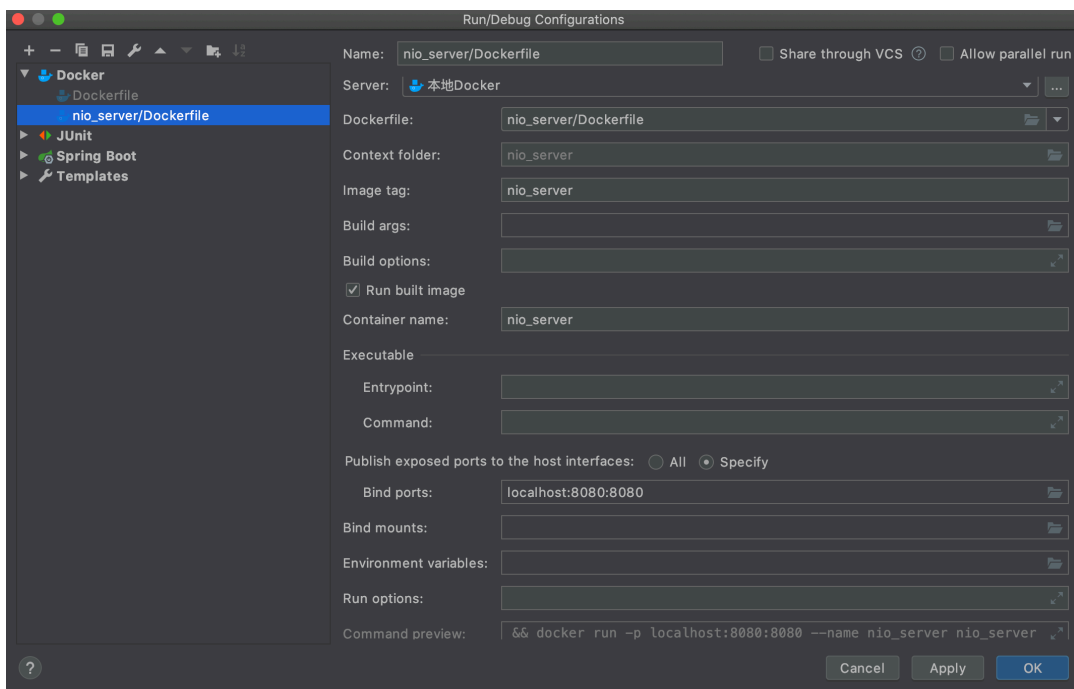 Run/Debug Configurations
Name: nio_server/Dockerfile Share through VCS ? Allow parallel run
Docker
Dockerfile
nio_server/Dockerfile
JUnit
Spring Boot
Templates
Server: 本地Docker ...
Dockerfile: nio_server/Dockerfile
Context folder: nio_server
Image tag: nio_server
Build args:
Build options:
Run built image
Container name: nio_server
Executable
Entrypoint:
Command:
Publish exposed ports to the host interfaces: All Specify
Bind ports: localhost:8080:8080
Bind mounts:
Environment variables:
Run options:
Command preview: && docker run -p localhost:8080:8080 --name nio_server nio_server
? Cancel Apply OK